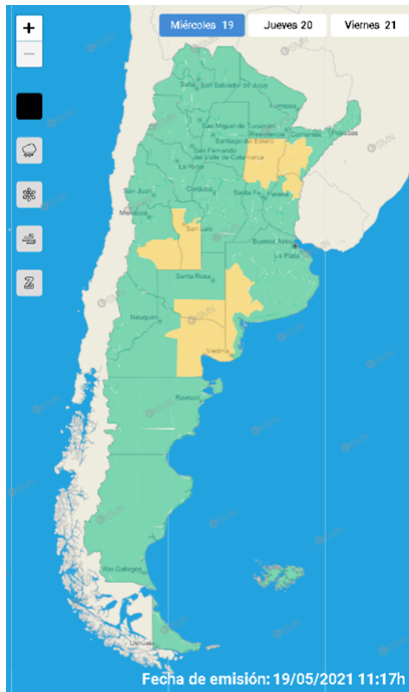 +
Miércoles 19
Jueves 20
Viernes 21
−
©SMN
Salta
San Salvador de Jujuy
Formosa
San Miguel de Tucumán
Resistencia
Corrientes
Posadas
Santiago del Estero
San Fernando
del Valle de Catamarca
La Rioja
San Juan
Córdoba
Santa Fe
Paraná
Mendoza
San Luis
Buenos Aires
La Plata
Santa Rosa
Neuquén
Viedma
Rawson
Río Gallegos
Ushuaia
Fecha de emisión: 19/05/2021 11:17h